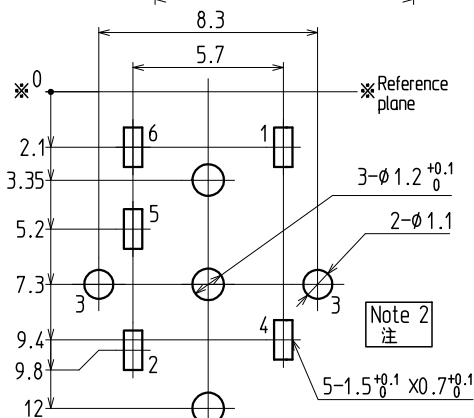 8.3
5.7
※ 0
※ Reference plane
6
1
2.1
3-ø1.2 +0.1 0
3.35
5
5.2
2-ø1.1
7.3
3
3
Note 2
注
4
9.4
2
9.8
5-1.5 +0.1 0 X0.7 +0.1 0
12